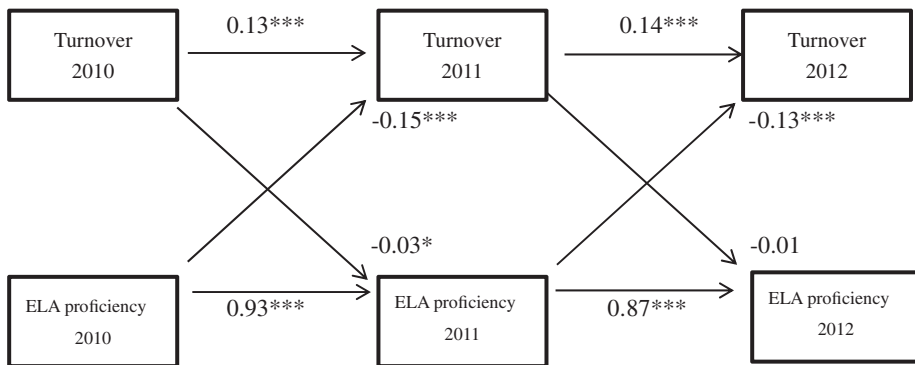 0.13***
0.14***
Turnover
2010
Turnover
2011
Turnover
2012
-0.15***
-0.13***
-0.03*
-0.01
ELA proficiency
2010
0.93***
ELA proficiency
2011
0.87***
ELA proficiency
2012